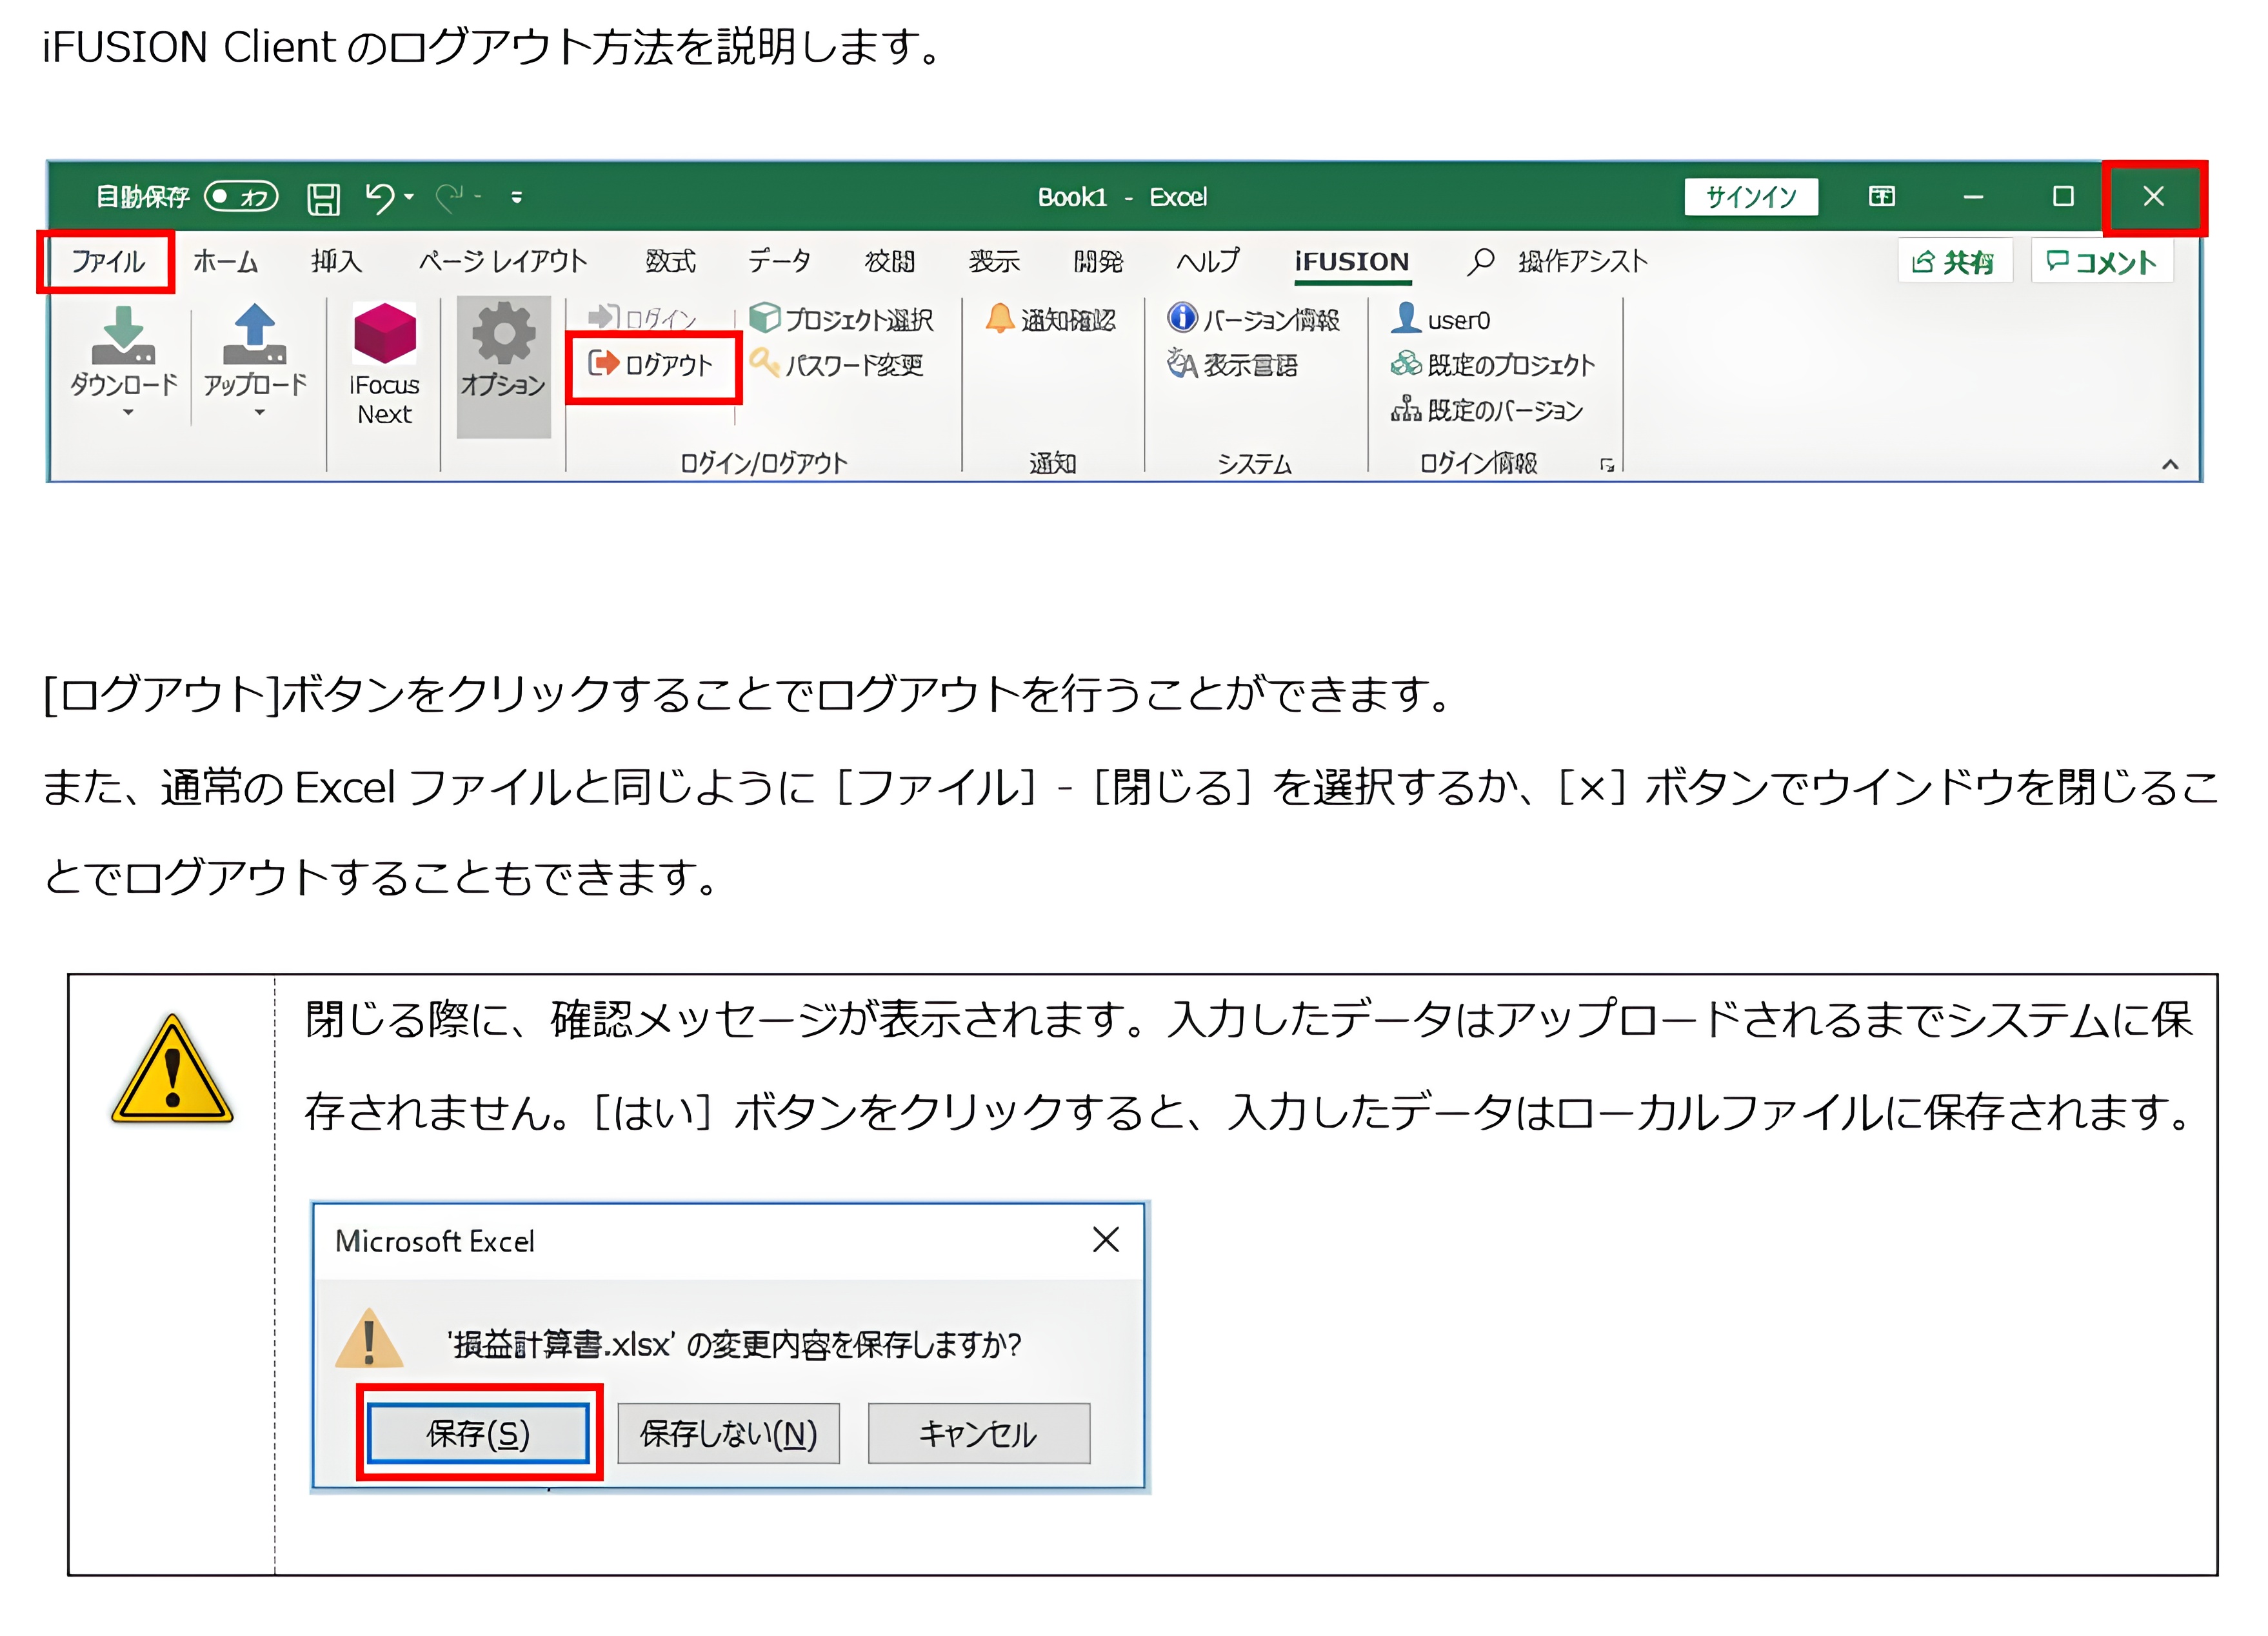 iFUSION Client のログアウト方法を説明します。
自動保存 オフ Book1 - Excel サインイン
ファイル ホーム 挿入 ページ レイアウト 数式 データ 校閲 表示 開発 ヘルプ iFUSION 操作アシスト 共有 コメント
ダウンロード アップロード iFocus Next オプション
ログイン プロジェクト選択 通知確認 バージョン情報 user0
ログアウト パスワード変更 表示言語 既定のプロジェクト
既定のバージョン
ログイン/ログアウト 通知 システム ログイン情報
[ログアウト]ボタンをクリックすることでログアウトを行うことができます。
また、通常の Excel ファイルと同じように［ファイル］-［閉じる］を選択するか、［×］ボタンでウインドウを閉じるこ
とでログアウトすることもできます。
閉じる際に、確認メッセージが表示されます。入力したデータはアップロードされるまでシステムに保
存されません。［はい］ボタンをクリックすると、入力したデータはローカルファイルに保存されます。
Microsoft Excel
'損益計算書.xlsx' の変更内容を保存しますか?
保存(S) 保存しない(N) キャンセル